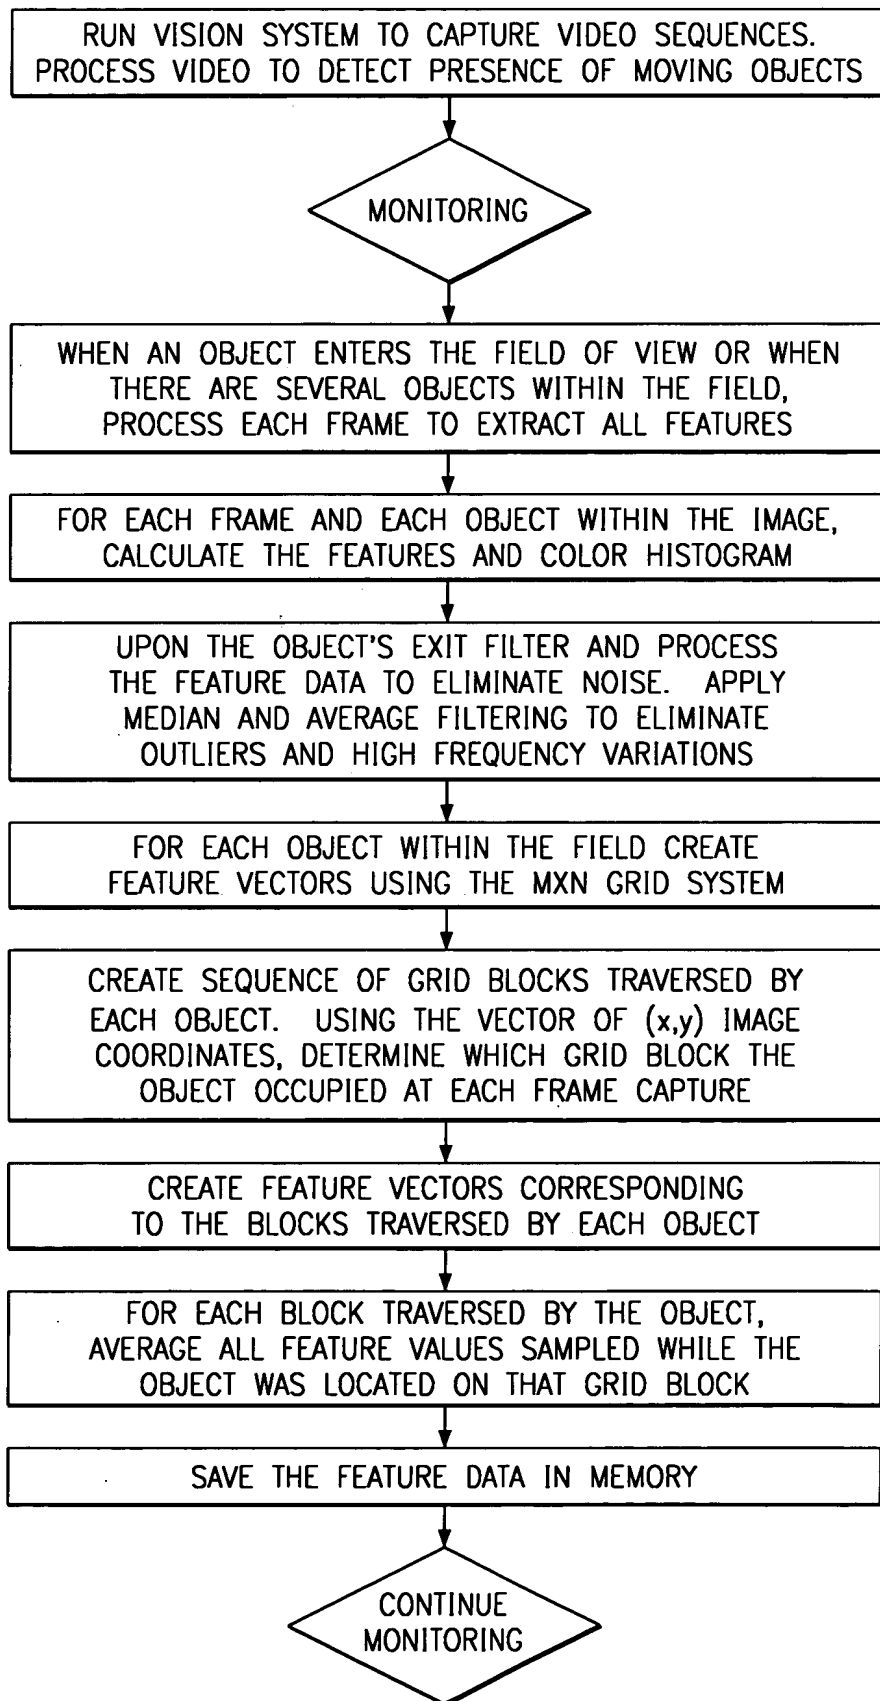 RUN VISION SYSTEM TO CAPTURE VIDEO SEQUENCES.
PROCESS VIDEO TO DETECT PRESENCE OF MOVING OBJECTS
MONITORING
WHEN AN OBJECT ENTERS THE FIELD OF VIEW OR WHEN
THERE ARE SEVERAL OBJECTS WITHIN THE FIELD,
PROCESS EACH FRAME TO EXTRACT ALL FEATURES
FOR EACH FRAME AND EACH OBJECT WITHIN THE IMAGE,
CALCULATE THE FEATURES AND COLOR HISTOGRAM
UPON THE OBJECT'S EXIT FILTER AND PROCESS
THE FEATURE DATA TO ELIMINATE NOISE. APPLY
MEDIAN AND AVERAGE FILTERING TO ELIMINATE
OUTLIERS AND HIGH FREQUENCY VARIATIONS
FOR EACH OBJECT WITHIN THE FIELD CREATE
FEATURE VECTORS USING THE MXN GRID SYSTEM
CREATE SEQUENCE OF GRID BLOCKS TRAVERSED BY
EACH OBJECT. USING THE VECTOR OF (x,y) IMAGE
COORDINATES, DETERMINE WHICH GRID BLOCK THE
OBJECT OCCUPIED AT EACH FRAME CAPTURE
CREATE FEATURE VECTORS CORRESPONDING
TO THE BLOCKS TRAVERSED BY EACH OBJECT
FOR EACH BLOCK TRAVERSED BY THE OBJECT,
AVERAGE ALL FEATURE VALUES SAMPLED WHILE THE
OBJECT WAS LOCATED ON THAT GRID BLOCK
SAVE THE FEATURE DATA IN MEMORY
CONTINUE
MONITORING